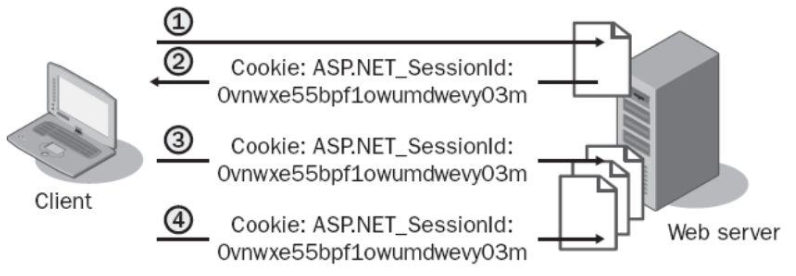 1
2
Cookie: ASP.NET_SessionId:
0vnwxe55bpf1owumdwevy03m
3
Cookie: ASP.NET_SessionId:
0vnwxe55bpf1owumdwevy03m
Client
4
Cookie: ASP.NET_SessionId:
0vnwxe55bpf1owumdwevy03m
Web server